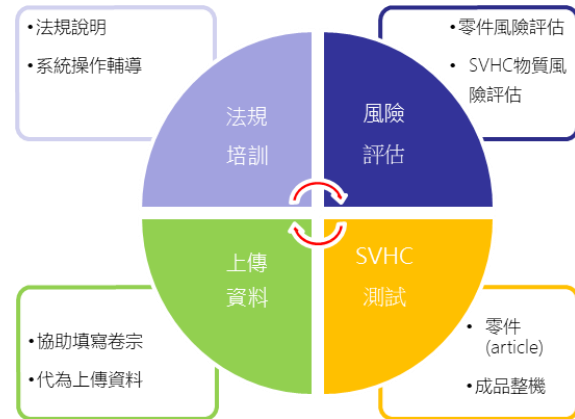 •法規說明
•系統操作輔導
法規
培訓
•零件風險評估
• SVHC物質風
險評估
風險
評估
上傳
資料
•協助填寫卷宗
•代為上傳資料
SVHC
測試
• 零件
(article)
• 成品整機